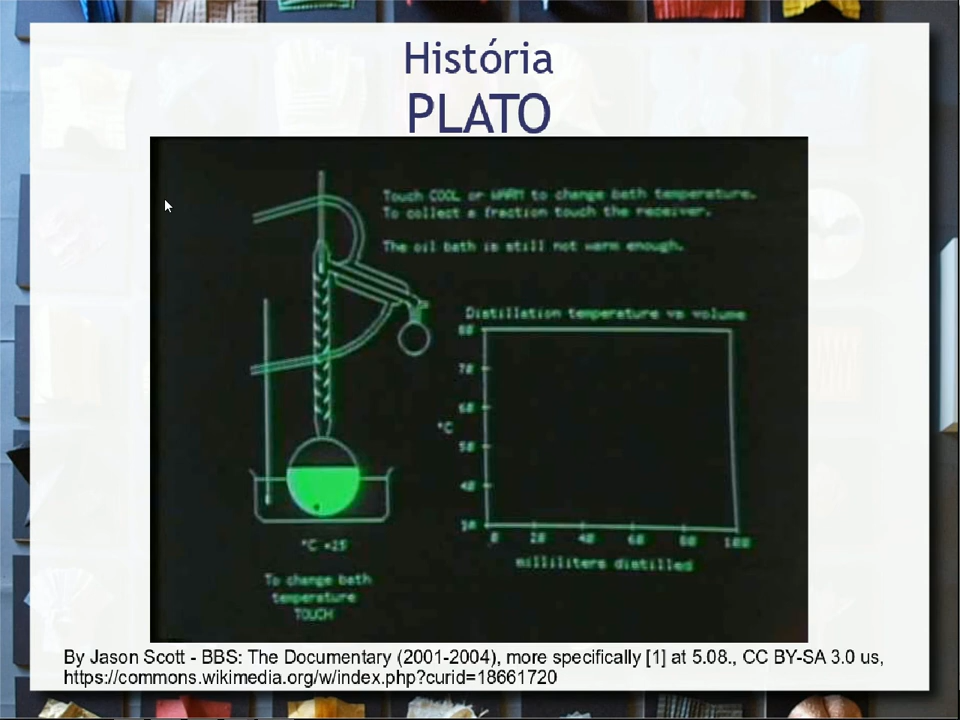 História
PLATO
Touch COOL or WARM to change bath temperature.
To collect a fraction touch the receiver.
The oil bath is still not warm enough.
Distillation temperature vs volume
80
70
60
°C
50
40
30
0 20 40 60 80 100
milliliters distilled
°C =25
To change bath
temperature
TOUCH
By Jason Scott - BBS: The Documentary (2001-2004), more specifically [1] at 5.08., CC BY-SA 3.0 us,
https://commons.wikimedia.org/w/index.php?curid=18661720